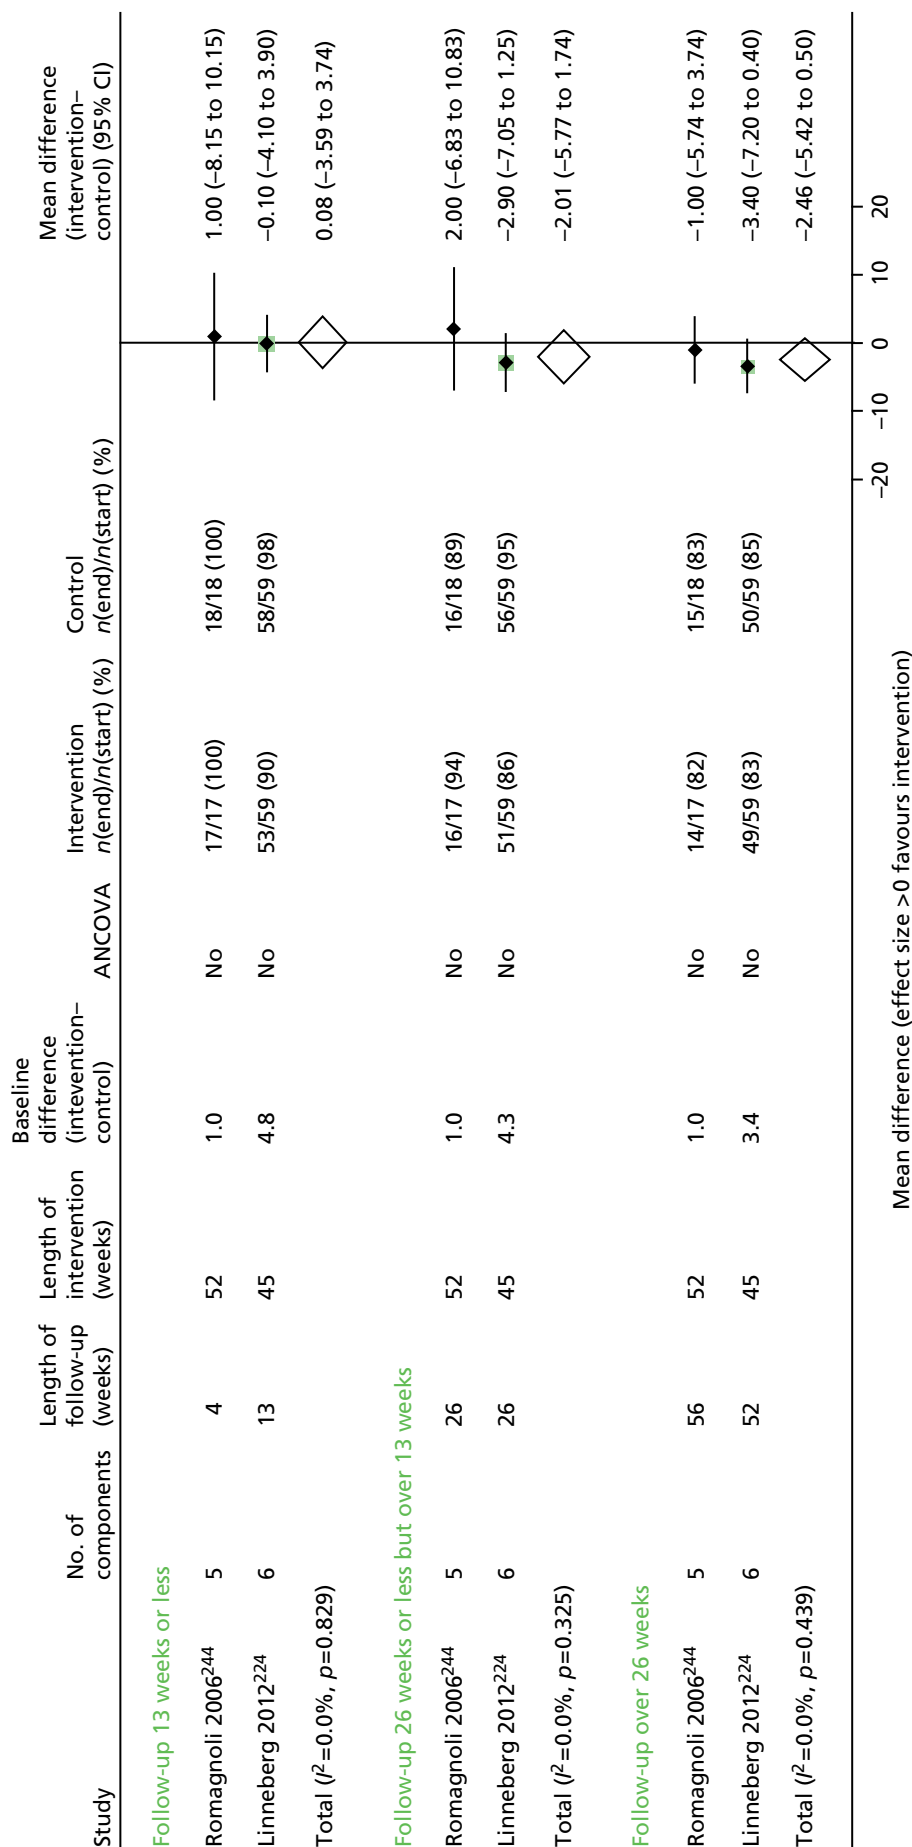 Study
No. of
components
Length of
follow-up
(weeks)
Length of
intervention
(weeks)
Baseline
difference
(intevention–
control)
ANCOVA
Intervention
n(end)/n(start) (%)
Control
n(end)/n(start) (%)
Mean difference
(intervention–
control) (95% CI)
Follow-up 13 weeks or less
Romagnoli 2006244 5 4 52 1.0 No 17/17 (100) 18/18 (100) 1.00 (–8.15 to 10.15)
Linneberg 2012224 6 13 45 4.8 No 53/59 (90) 58/59 (98) –0.10 (–4.10 to 3.90)
Total (I2=0.0%, p=0.829) 0.08 (–3.59 to 3.74)
Follow-up 26 weeks or less but over 13 weeks
Romagnoli 2006244 5 26 52 1.0 No 16/17 (94) 16/18 (89) 2.00 (–6.83 to 10.83)
Linneberg 2012224 6 26 45 4.3 No 51/59 (86) 56/59 (95) –2.90 (–7.05 to 1.25)
Total (I2=0.0%, p=0.325) –2.01 (–5.77 to 1.74)
Follow-up over 26 weeks
Romagnoli 2006244 5 56 52 1.0 No 14/17 (82) 15/18 (83) –1.00 (–5.74 to 3.74)
Linneberg 2012224 6 52 45 3.4 No 49/59 (83) 50/59 (85) –3.40 (–7.20 to 0.40)
Total (I2=0.0%, p=0.439) –2.46 (–5.42 to 0.50)
–20 –10 0 10 20
Mean difference (effect size >0 favours intervention)